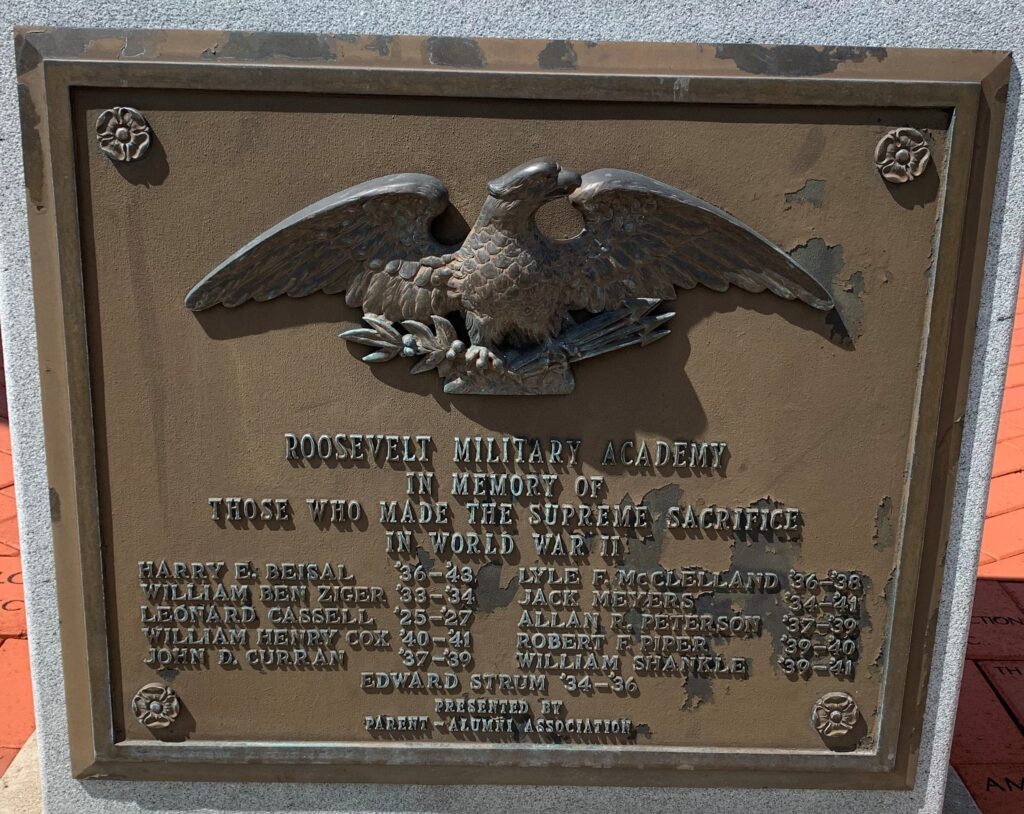 ROOSEVELT MILITARY ACADEMY
IN MEMORY OF
THOSE WHO MADE THE SUPREME SACRIFICE
IN WORLD WAR II
HARRY E. BEISAL '36-'43
WILLIAM BEN ZIGER '33-'34
LEONARD CASSELL '25-'27
WILLIAM HENRY COX '40-'41
JOHN D. CURRAN '37-'39
LYLE F. McCLELLAND '36-'38
JACK MEYERS '34-'41
ALLAN R. PETERSON '37-'39
ROBERT F. PIPER '39-'40
WILLIAM SHANKLE '39-'41
EDWARD STRUM '34-'36
PRESENTED BY
PARENT-ALUMNI ASSOCIATION
TH
AM